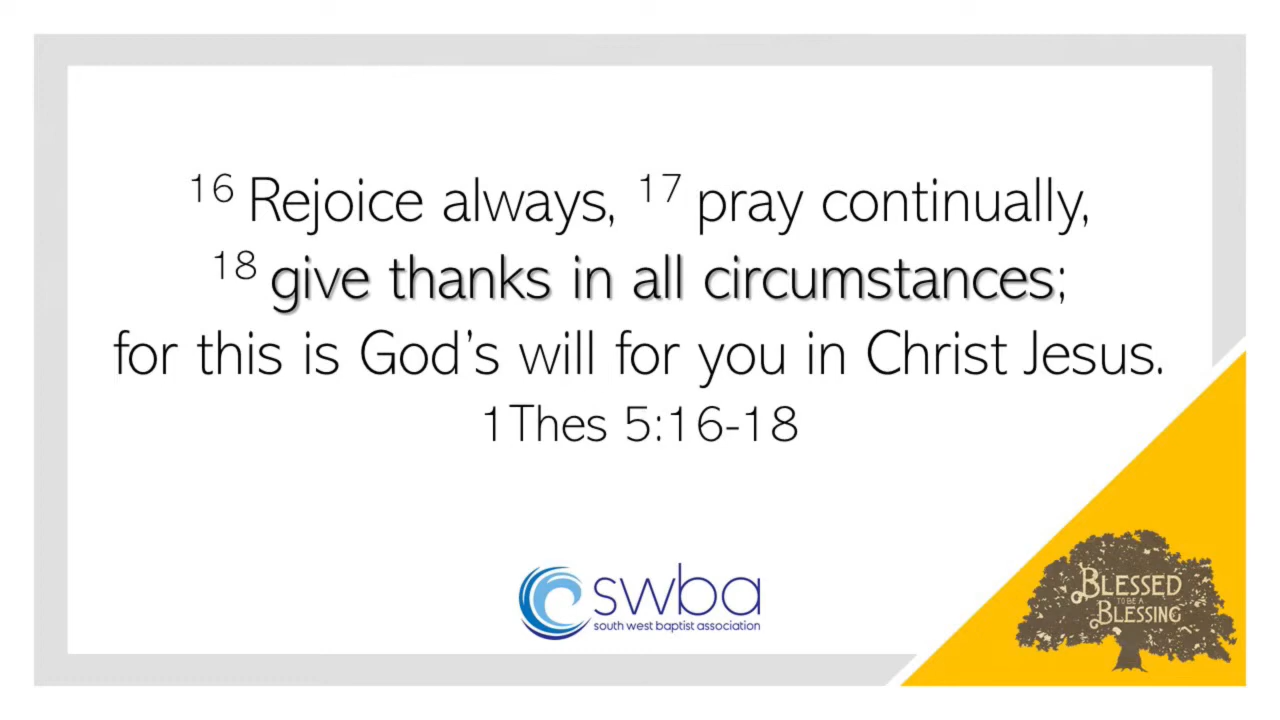 16 Rejoice always, 17 pray continually,
18 give thanks in all circumstances;
for this is God's will for you in Christ Jesus.
1Thes 5:16-18
swba
south west baptist association
BLESSED
TO BE A
BLESSING